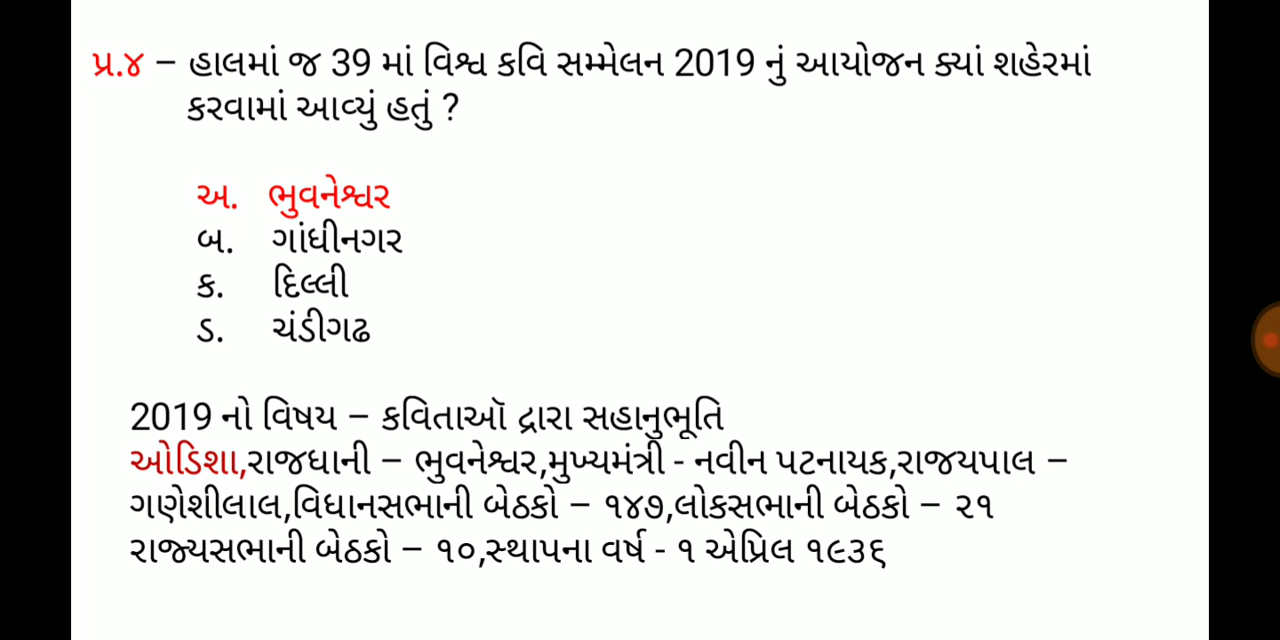 પ્ર.૪ – હાલમાં જ 39 માં વિશ્વ કવિ સમ્મેલન 2019 નું આયોજન ક્યાં શહેરમાં
કરવામાં આવ્યું હતું ?
અ. ભુવનેશ્વર
બ. ગાંધીનગર
ક. દિલ્લી
ડ. ચંડીગઢ
2019 નો વિષય – કવિતાઑ દ્રારા સહાનુભૂતિ
ઓડિશા,રાજધાની – ભુવનેશ્વર,મુખ્યમંત્રી - નવીન પટનાયક,રાજયપાલ –
ગણેશીલાલ,વિધાનસભાની બેઠકો – ૧૪૭,લોકસભાની બેઠકો – ૨૧
રાજ્યસભાની બેઠકો – ૧૦,સ્થાપના વર્ષ - ૧ એપ્રિલ ૧૯૩૬